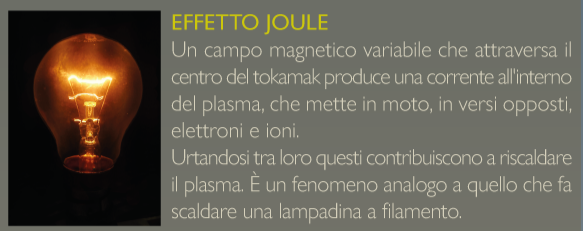 EFFETTO JOULE
Un campo magnetico variabile che attraversa il
centro del tokamak produce una corrente all'interno
del plasma, che mette in moto, in versi opposti,
elettroni e ioni.
Urtandosi tra loro questi contribuiscono a riscaldare
il plasma. È un fenomeno analogo a quello che fa
scaldare una lampadina a filamento.